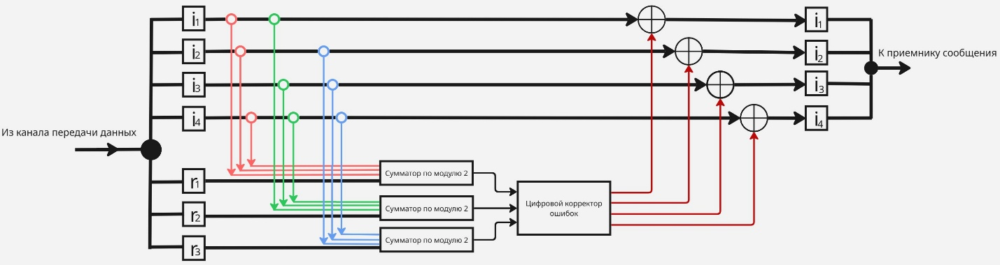 i1
i1
i2
i2
К приемнику сообщения
i3
i3
i4
i4
Из канала передачи данных
r1
Сумматор по модулю 2
r2
Сумматор по модулю 2
Цифровой корректор
ошибок
r3
Сумматор по модулю 2